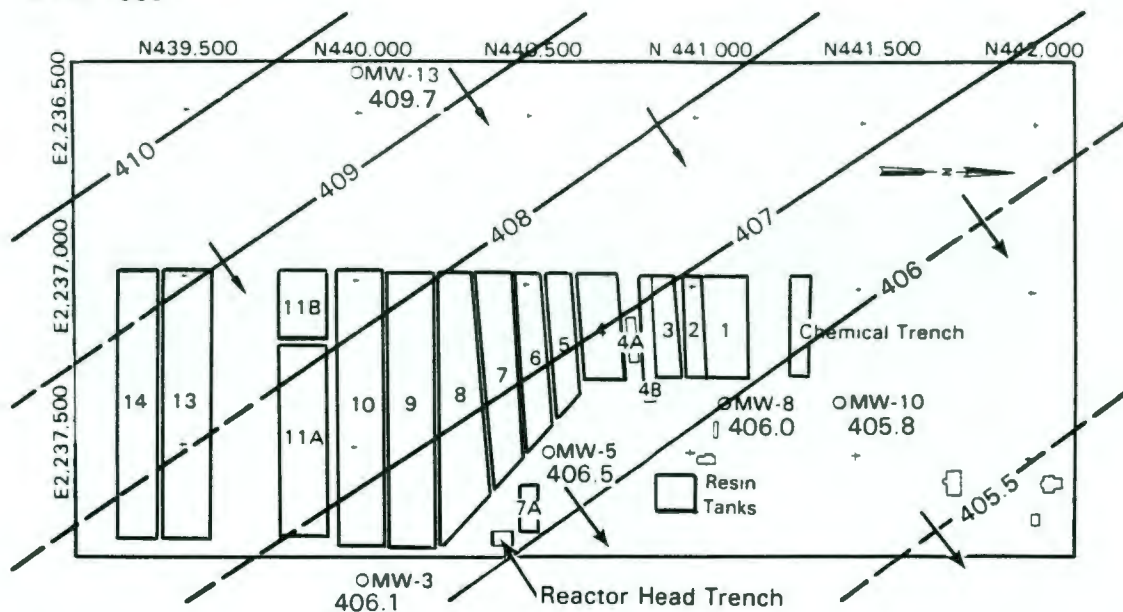 N439.500 N440.000 N440.500 N 441.000 N441.500 N442.000
E2,236.500
E2,237.000
E2,237.500
MW-13
409.7
410
409
408
407
406
405.5
N
14
13
11B
11A
10
9
8
7
6
5
4
4A
4B
3
2
1
Chemical Trench
MW-8
406.0
MW-10
405.8
MW-5
406.5
7A
Resin
Tanks
MW-3
406.1
Reactor Head Trench